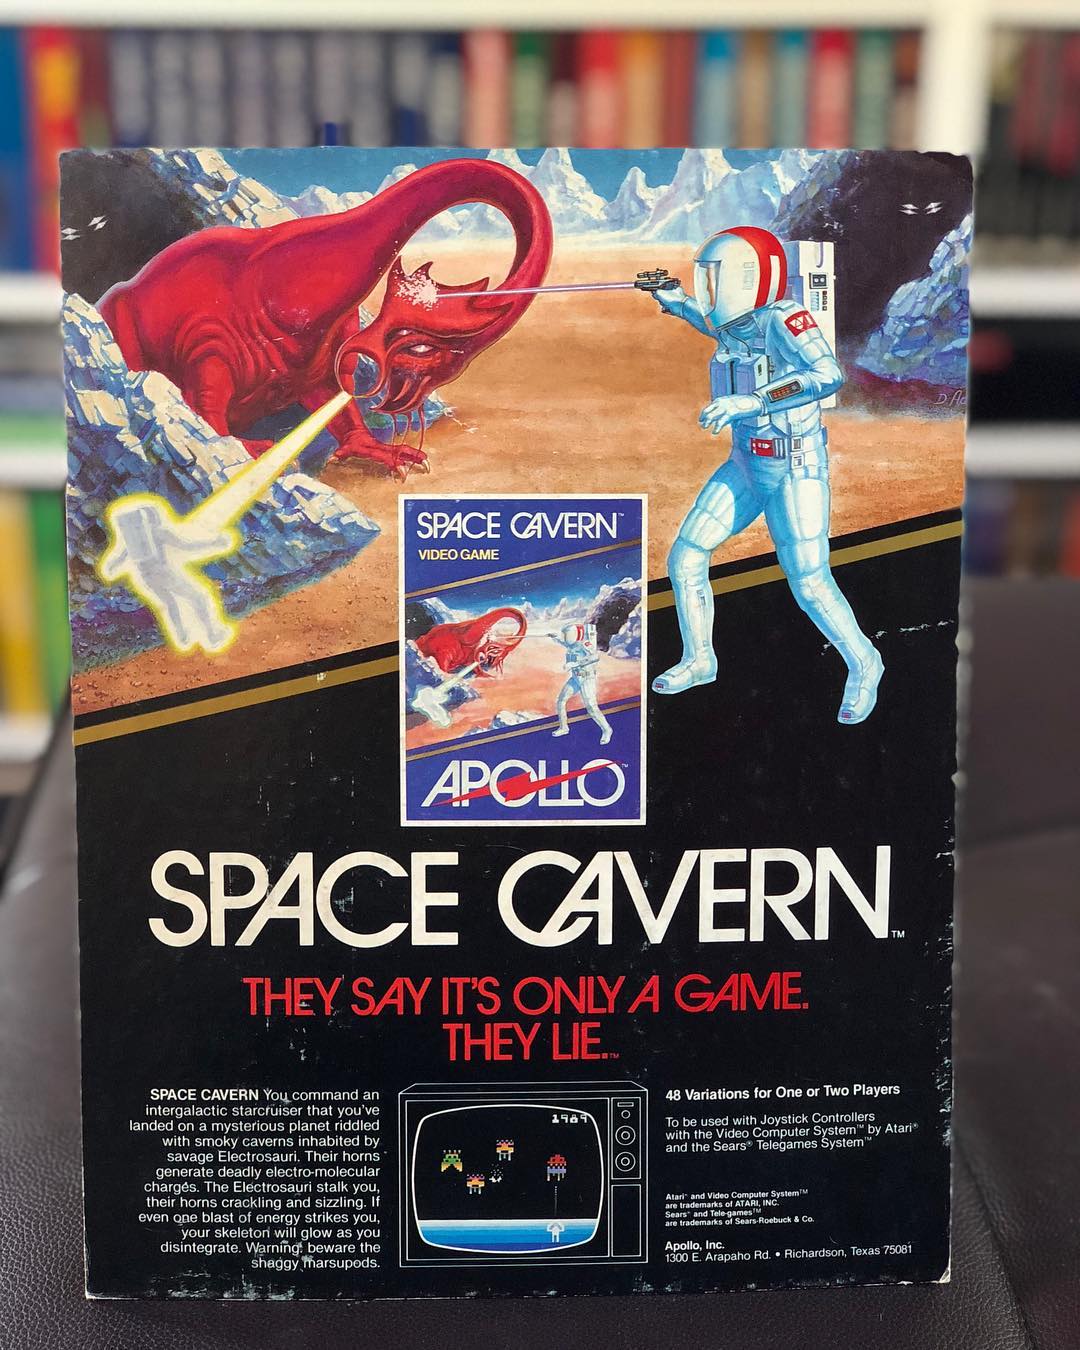 D. Ac
SPACE CAVERN™
VIDEO GAME
APOLLO™
SPACE CAVERN™
THEY SAY IT'S ONLY A GAME.
THEY LIE.™
SPACE CAVERN You command an
intergalactic starcruiser that you've
landed on a mysterious planet riddled
with smoky caverns inhabited by
savage Electrosauri. Their horns
generate deadly electro-molecular
charges. The Electrosauri stalk you,
their horns crackling and sizzling. If
even one blast of energy strikes you,
your skeleton will glow as you
disintegrate. Warning: beware the
shaggy marsupods.
1989
48 Variations for One or Two Players
To be used with Joystick Controllers
with the Video Computer System™ by Atari®
and the Sears® Telegames System™
Atari® and Video Computer System™
are trademarks of ATARI, INC.
Sears® and Tele-games™
are trademarks of Sears-Roebuck & Co.
Apollo, Inc.
1300 E. Arapaho Rd. • Richardson, Texas 75081